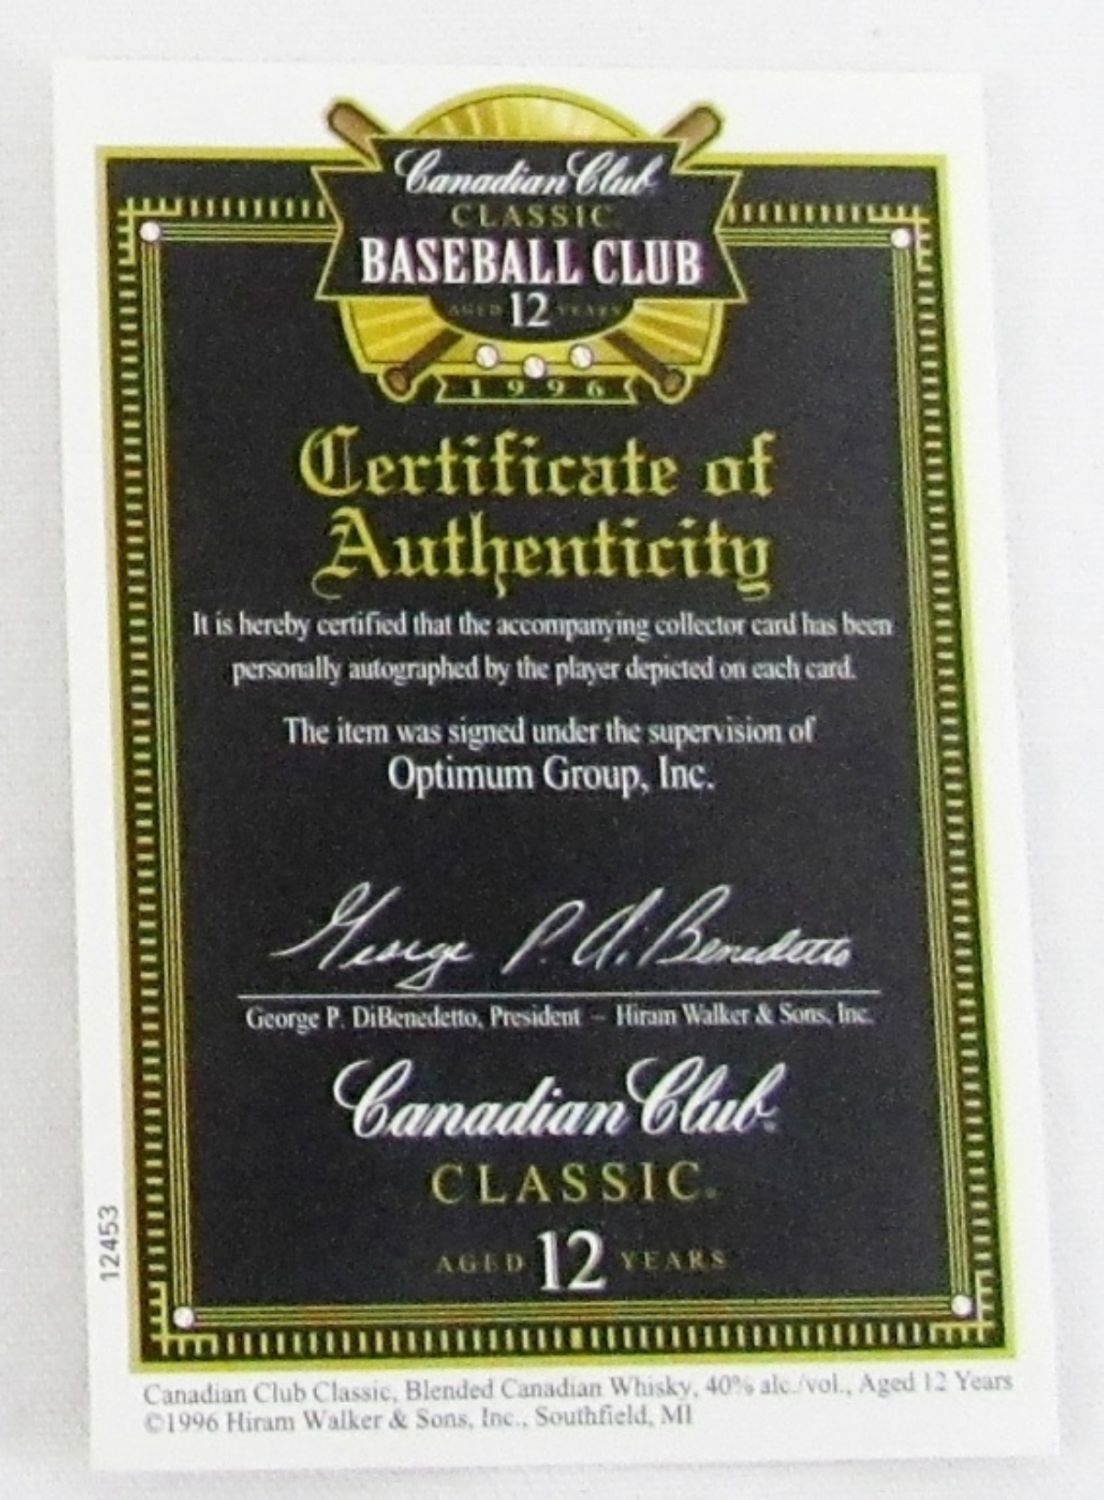 Canadian Club
CLASSIC
BASEBALL CLUB
AGED 12 YEARS
1996
Certificate of
Authenticity
It is hereby certified that the accompanying collector card has been
personally autographed by the player depicted on each card.
The item was signed under the supervision of
Optimum Group, Inc.
George P. DiBenedetto
George P. DiBenedetto, President – Hiram Walker & Sons, Inc.
Canadian Club®
CLASSIC®
AGED 12 YEARS
12453
Canadian Club Classic, Blended Canadian Whisky, 40% alc./vol., Aged 12 Years
©1996 Hiram Walker & Sons, Inc., Southfield, MI